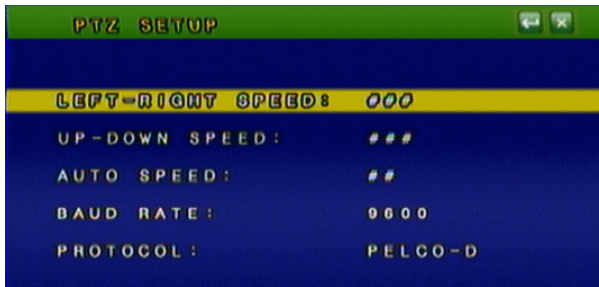 PTZ SETUP
LEFT-RIGHT SPEED: ###
UP-DOWN SPEED: ###
AUTO SPEED: ##
BAUD RATE: 9600
PROTOCOL: PELCO-D